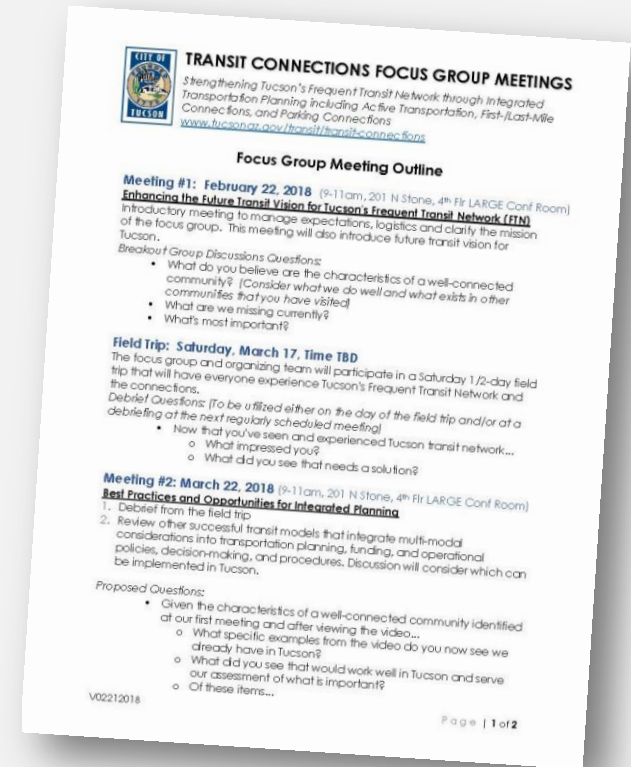 CITY OF
TUCSON
TRANSIT CONNECTIONS FOCUS GROUP MEETINGS
Strengthening Tucson's Frequent Transit Network through Integrated
Transportation Planning including Active Transportation, First-/Last-Mile
Connections, and Parking Connections
www.tucsonaz.gov/transit/transit-connections
Focus Group Meeting Outline
Meeting #1: February 22, 2018 (9-11am, 201 N Stone, 4th Flr LARGE Conf Room)
Enhancing the Future Transit Vision for Tucson's Frequent Transit Network (FTN)
Introductory meeting to manage expectations, logistics and clarify the mission
of the focus group. This meeting will also introduce future transit vision for
Tucson.
Breakout Group Discussions Questions:
• What do you believe are the characteristics of a well-connected
community? (Consider what we do well and what exists in other
communities that you have visited)
• What are we missing currently?
• What's most important?
Field Trip: Saturday, March 17, Time TBD
The focus group and organizing team will participate in a Saturday 1/2-day field
trip that will have everyone experience Tucson's Frequent Transit Network and
the connections.
Debrief Questions: (To be utilized either on the day of the field trip and/or at a
debriefing at the next regularly scheduled meeting)
• Now that you've seen and experienced Tucson transit network...
o What impressed you?
o What did you see that needs a solution?
Meeting #2: March 22, 2018 (9-11am, 201 N Stone, 4th Flr LARGE Conf Room)
Best Practices and Opportunities for Integrated Planning
1. Debrief from the field trip
2. Review other successful transit models that integrate multi-modal
considerations into transportation planning, funding, and operational
policies, decision-making, and procedures. Discussion will consider which can
be implemented in Tucson.
Proposed Questions:
• Given the characteristics of a well-connected community identified
at our first meeting and after viewing the video...
o What specific examples from the video do you now see we
already have in Tucson?
o What did you see that would work well in Tucson and serve
our assessment of what is important?
o Of these items...
V02212018
Page | 1 of 2